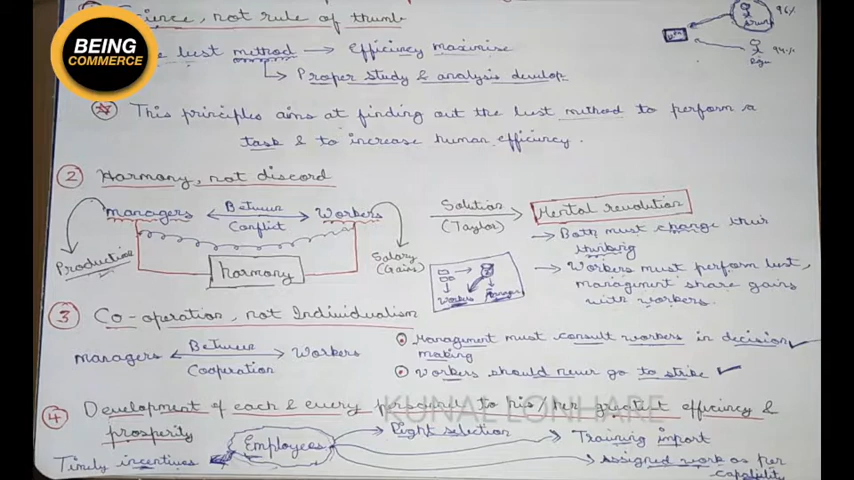 Science, not rule of thumb
96%
BEING
COMMERCE
best method → Efficiency maximise
94%
→ Proper study & analysis develop
This principles aims at finding out the best method to perform a
task & to increase human efficiency.
2 Harmony, not discord
managers Between Workers
Conflict
Solution
(Taylor)
Mental revolution
→ Both must change their
thinking
Production
harmony
Salary
(Gains)
→ Workers must perform best,
management share gains
with workers.
Workers
3 Co-operation, not Individualism
managers Between Workers
Cooperation
Management must consult workers in decision
making
Workers should never go to strike
KUNAL LONHARE
4 Development of each & every person to his/her greatest efficiency &
prosperity
Employees
→ Right selection
→ Training impart
Timely incentives
→ Assigned work as per
capability